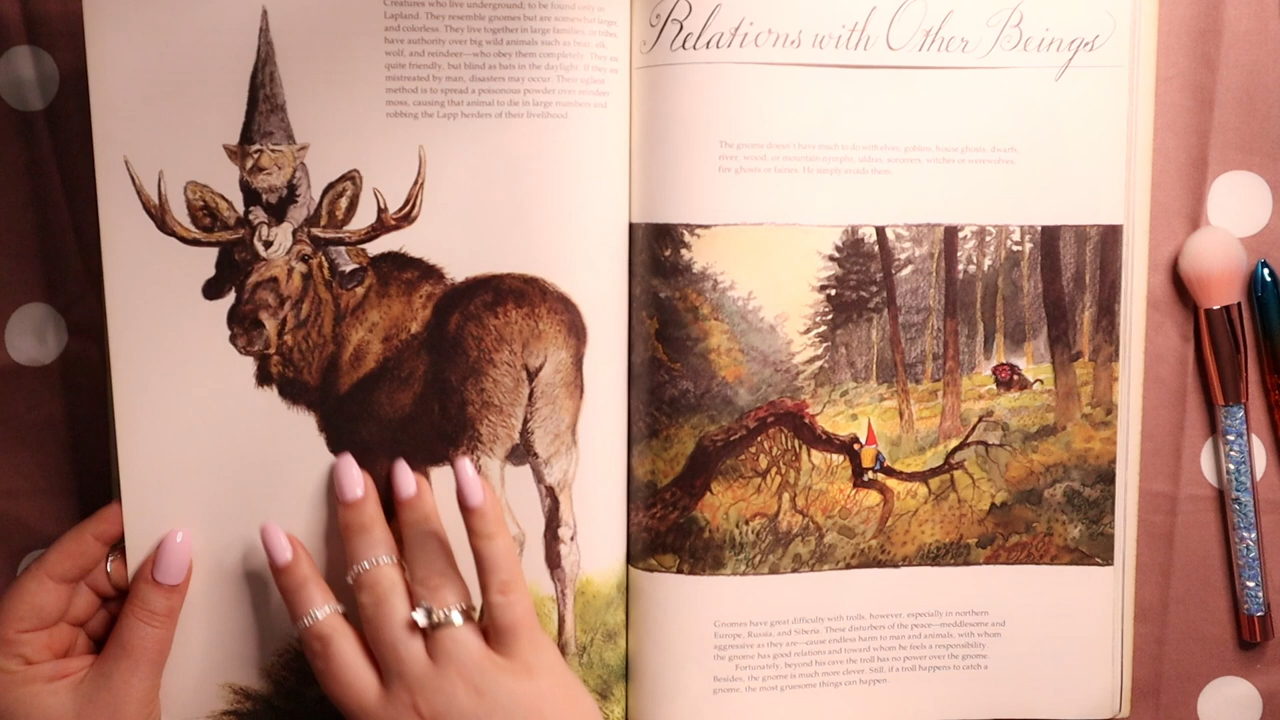 Creatures who live underground; to be found only in
Lapland. They resemble gnomes but are somewhat larger
and colorless. They live together in large families, or tribes,
have authority over big wild animals such as bear, elk,
wolf, and reindeer—who obey them completely. They are
quite friendly, but blind as bats in the daylight. If they are
mistreated by man, disasters may occur. Their ugliest
method is to spread a poisonous powder over reindeer
moss, causing that animal to die in large numbers and
robbing the Lapp herders of their livelihood.
Relations with Other Beings
The gnome doesn't have much to do with elves, goblins, house ghosts, dwarfs,
river, wood, or mountain nymphs, sorcerers, witches or werewolves,
fire ghosts or fairies. He simply avoids them.
Gnomes have great difficulty with trolls, however, especially in northern
Europe, Russia, and Siberia. These disturbers of the peace—meddlesome and
aggressive as they are—cause endless harm to man and animals, with whom
the gnome has good relations and toward whom he feels a responsibility.
Fortunately, beyond his cave the troll has no power over the gnome.
Besides, the gnome is much more clever. Still, if a troll happens to catch a
gnome, the most gruesome things can happen.